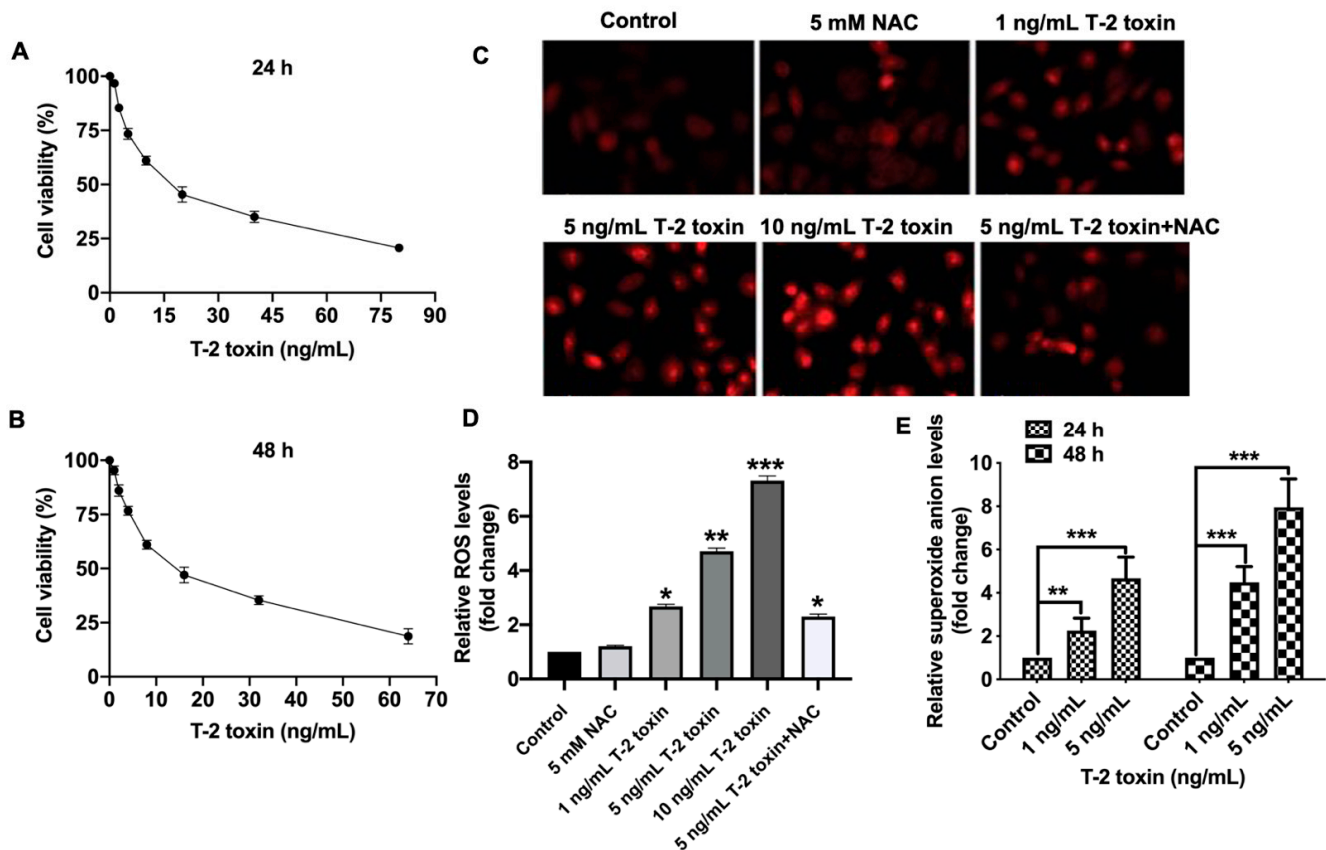 A
24 h
100
75
50
25
0
Cell viability (%)
0 15 30 45 60 75 90
T-2 toxin (ng/mL)
B
48 h
100
75
50
25
0
Cell viability (%)
0 10 20 30 40 50 60 70
T-2 toxin (ng/mL)
C
Control 5 mM NAC 1 ng/mL T-2 toxin
5 ng/mL T-2 toxin 10 ng/mL T-2 toxin 5 ng/mL T-2 toxin+NAC
D
Relative ROS levels
(fold change)
8
6
4
2
0
* ** *** *
Control
5 mM NAC
1 ng/mL T-2 toxin
5 ng/mL T-2 toxin
10 ng/mL T-2 toxin
5 ng/mL T-2 toxin+NAC
E
24 h
48 h
Relative superoxide anion levels
(fold change)
10
8
6
4
2
0
** *** *** ***
Control
1 ng/mL
5 ng/mL
Control
1 ng/mL
5 ng/mL
T-2 toxin (ng/mL)